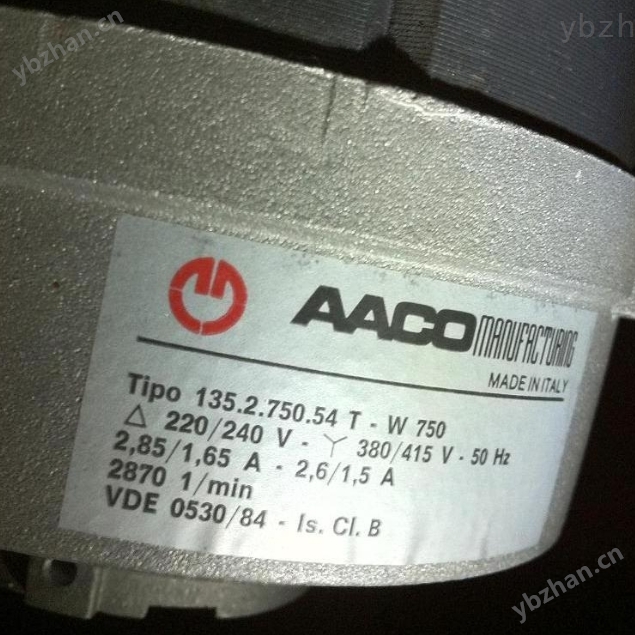 ybzhan.cn
ybzhan
AACO MANUFACTURING
MADE IN ITALY
Tipo 135.2.750.54 T - W 750
△ 220/240 V - Y 380/415 V - 50 Hz
2,85/1,65 A - 2,6/1,5 A
2870 1/min
VDE 0530/84 - Is. Cl. B
ybzhan.cn